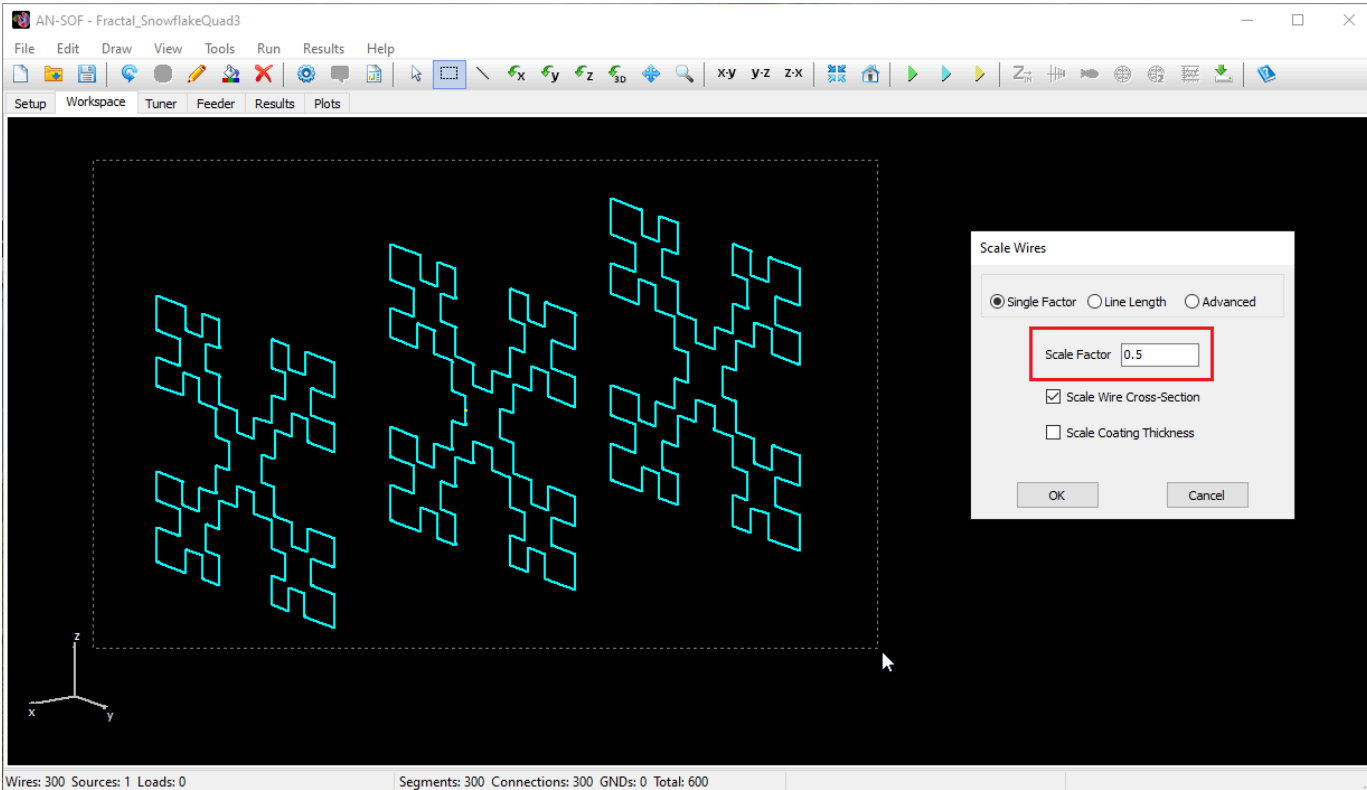 AN-SOF - Fractal_SnowflakeQuad3
File Edit Draw View Tools Run Results Help
x y z 3D x-y y-z z-x Z IN
Setup Workspace Tuner Feeder Results Plots
Scale Wires
Single Factor Line Length Advanced
Scale Factor 0.5
Scale Wire Cross-Section
Scale Coating Thickness
OK Cancel
z
x y
Wires: 300 Sources: 1 Loads: 0 Segments: 300 Connections: 300 GNDs: 0 Total: 600